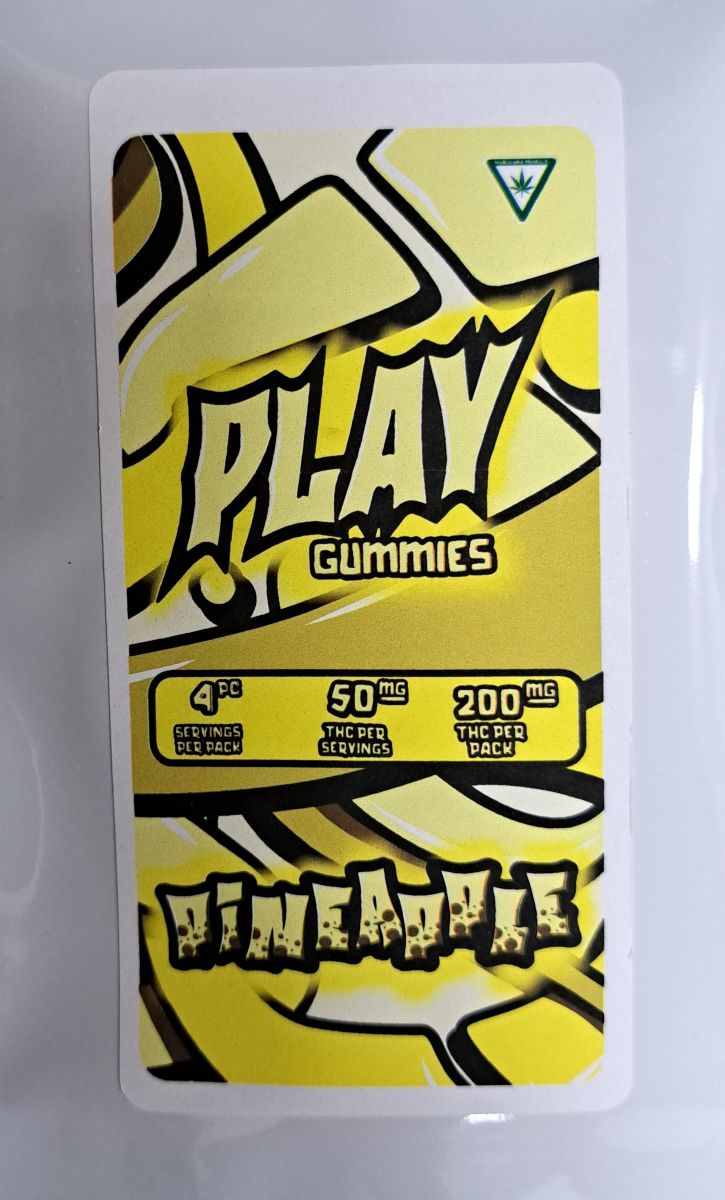 PLAY
GUMMIES
4PC
SERVINGS
PER PACK
50MG
THC PER
SERVINGS
200MG
THC PER
PACK
PiNEAPPLE